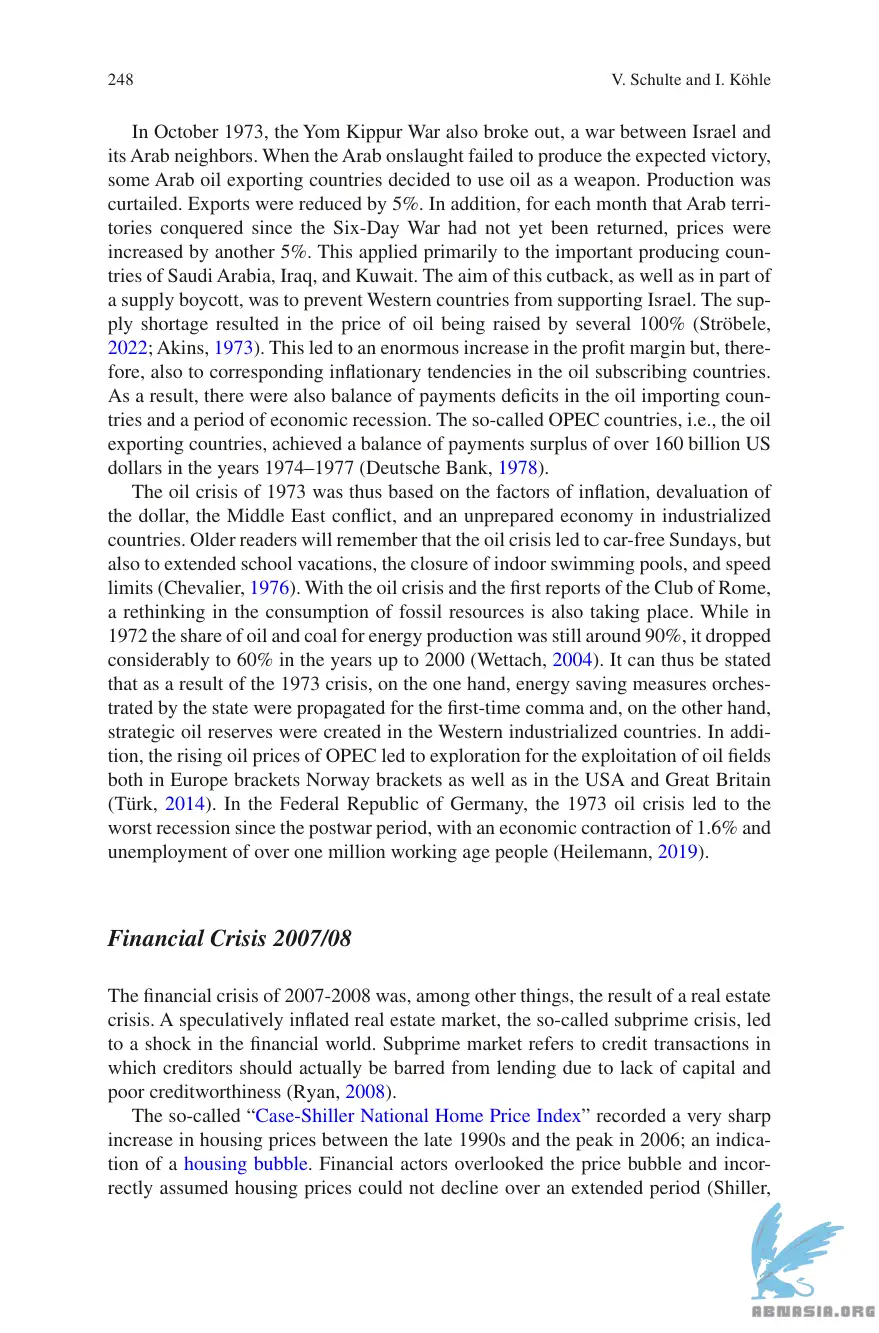 248
V. Schulte and I. Köhle
In October 1973, the Yom Kippur War also broke out, a war between Israel and
its Arab neighbors. When the Arab onslaught failed to produce the expected victory,
some Arab oil exporting countries decided to use oil as a weapon. Production was
curtailed. Exports were reduced by 5%. In addition, for each month that Arab terri-
tories conquered since the Six-Day War had not yet been returned, prices were
increased by another 5%. This applied primarily to the important producing coun-
tries of Saudi Arabia, Iraq, and Kuwait. The aim of this cutback, as well as in part of
a supply boycott, was to prevent Western countries from supporting Israel. The sup-
ply shortage resulted in the price of oil being raised by several 100% (Ströbele,
2022; Akins, 1973). This led to an enormous increase in the profit margin but, there-
fore, also to corresponding inflationary tendencies in the oil subscribing countries.
As a result, there were also balance of payments deficits in the oil importing coun-
tries and a period of economic recession. The so-called OPEC countries, i.e., the oil
exporting countries, achieved a balance of payments surplus of over 160 billion US
dollars in the years 1974–1977 (Deutsche Bank, 1978).
The oil crisis of 1973 was thus based on the factors of inflation, devaluation of
the dollar, the Middle East conflict, and an unprepared economy in industrialized
countries. Older readers will remember that the oil crisis led to car-free Sundays, but
also to extended school vacations, the closure of indoor swimming pools, and speed
limits (Chevalier, 1976). With the oil crisis and the first reports of the Club of Rome,
a rethinking in the consumption of fossil resources is also taking place. While in
1972 the share of oil and coal for energy production was still around 90%, it dropped
considerably to 60% in the years up to 2000 (Wettach, 2004). It can thus be stated
that as a result of the 1973 crisis, on the one hand, energy saving measures orches-
trated by the state were propagated for the first-time comma and, on the other hand,
strategic oil reserves were created in the Western industrialized countries. In addi-
tion, the rising oil prices of OPEC led to exploration for the exploitation of oil fields
both in Europe brackets Norway brackets as well as in the USA and Great Britain
(Türk, 2014). In the Federal Republic of Germany, the 1973 oil crisis led to the
worst recession since the postwar period, with an economic contraction of 1.6% and
unemployment of over one million working age people (Heilemann, 2019).
Financial Crisis 2007/08
The financial crisis of 2007-2008 was, among other things, the result of a real estate
crisis. A speculatively inflated real estate market, the so-called subprime crisis, led
to a shock in the financial world. Subprime market refers to credit transactions in
which creditors should actually be barred from lending due to lack of capital and
poor creditworthiness (Ryan, 2008).
The so-called “Case-Shiller National Home Price Index” recorded a very sharp
increase in housing prices between the late 1990s and the peak in 2006; an indica-
tion of a housing bubble. Financial actors overlooked the price bubble and incor-
rectly assumed housing prices could not decline over an extended period (Shiller,
ABNASIA.ORG